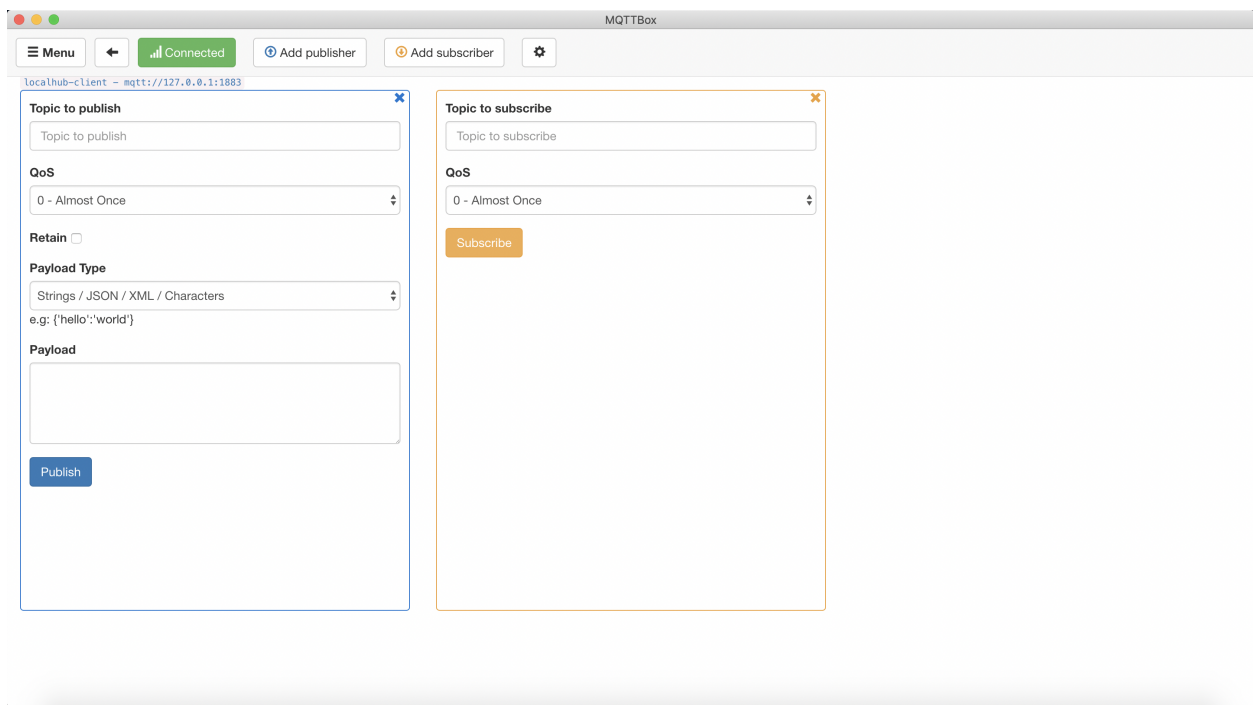 MQTTBox
Menu Connected Add publisher Add subscriber
localhub-client - mqtt://127.0.0.1:1883
Topic to publish
Topic to publish
QoS
0 - Almost Once
Retain
Payload Type
Strings / JSON / XML / Characters
e.g: {'hello':'world'}
Payload
Publish
Topic to subscribe
Topic to subscribe
QoS
0 - Almost Once
Subscribe